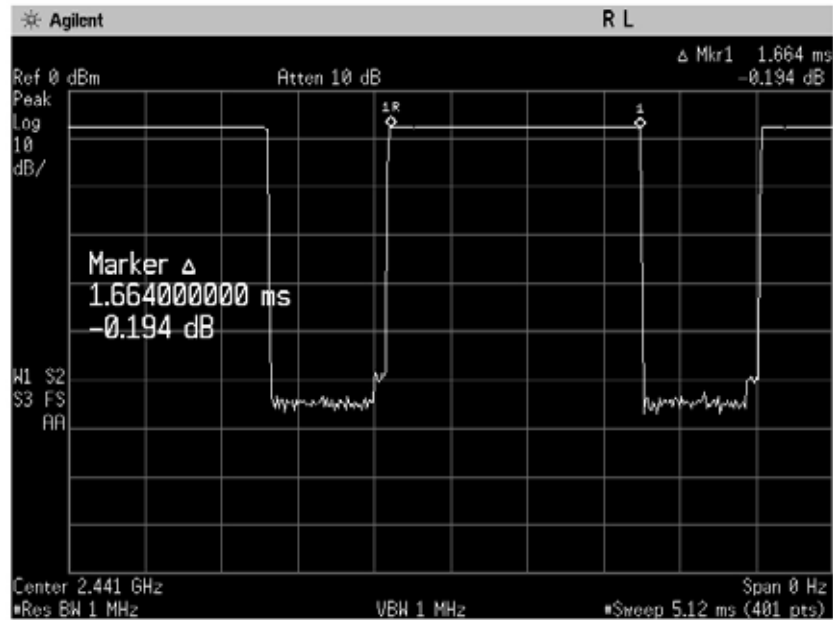 Agilent R L
Δ Mkr1 1.664 ms
Ref 0 dBm Atten 10 dB -0.194 dB
Peak
Log
10
dB/
1R
1
Marker Δ
1.664000000 ms
-0.194 dB
W1 S2
S3 FS
AA
Center 2.441 GHz Span 0 Hz
#Res BW 1 MHz VBW 1 MHz #Sweep 5.12 ms (401 pts)